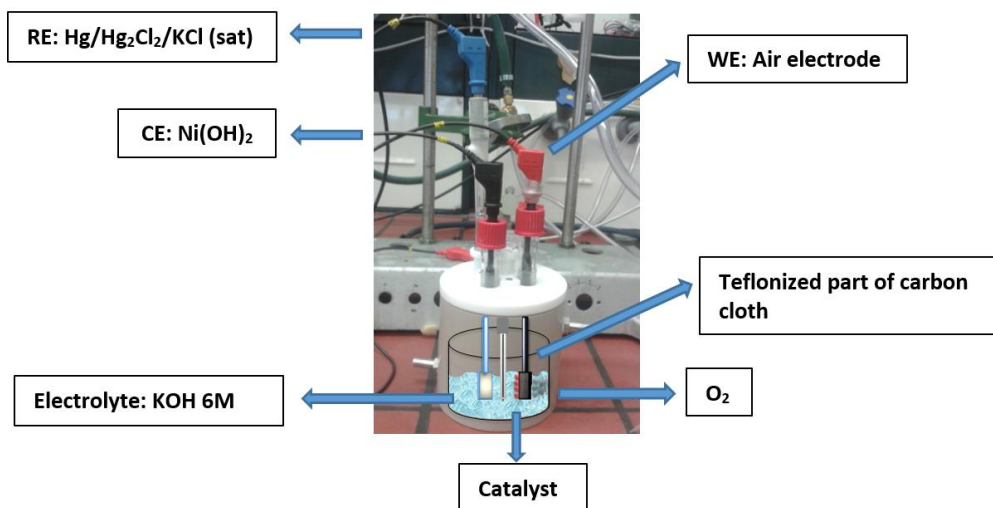 RE: Hg/Hg₂Cl₂/KCl (sat)
WE: Air electrode
CE: Ni(OH)₂
Teflonized part of carbon
cloth
Electrolyte: KOH 6M
O₂
Catalyst